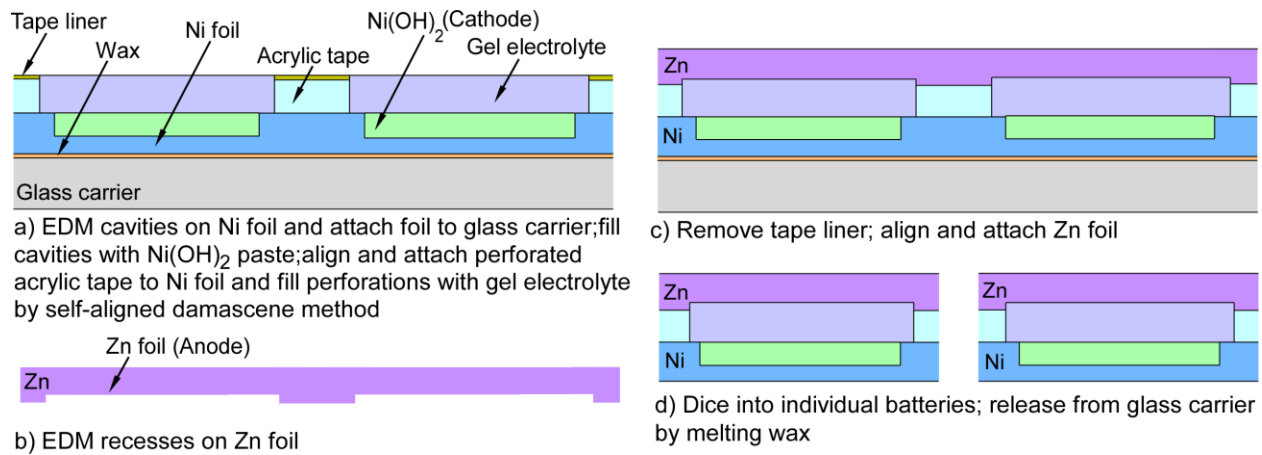 Tape liner
Wax
Ni foil
Ni(OH)2(Cathode)
Acrylic tape
Gel electrolyte
Glass carrier
a) EDM cavities on Ni foil and attach foil to glass carrier;fill
cavities with Ni(OH)2 paste;align and attach perforated
acrylic tape to Ni foil and fill perforations with gel electrolyte
by self-aligned damascene method
Zn foil (Anode)
Zn
b) EDM recesses on Zn foil
Zn
Ni
c) Remove tape liner; align and attach Zn foil
Zn
Ni
Zn
Ni
d) Dice into individual batteries; release from glass carrier
by melting wax